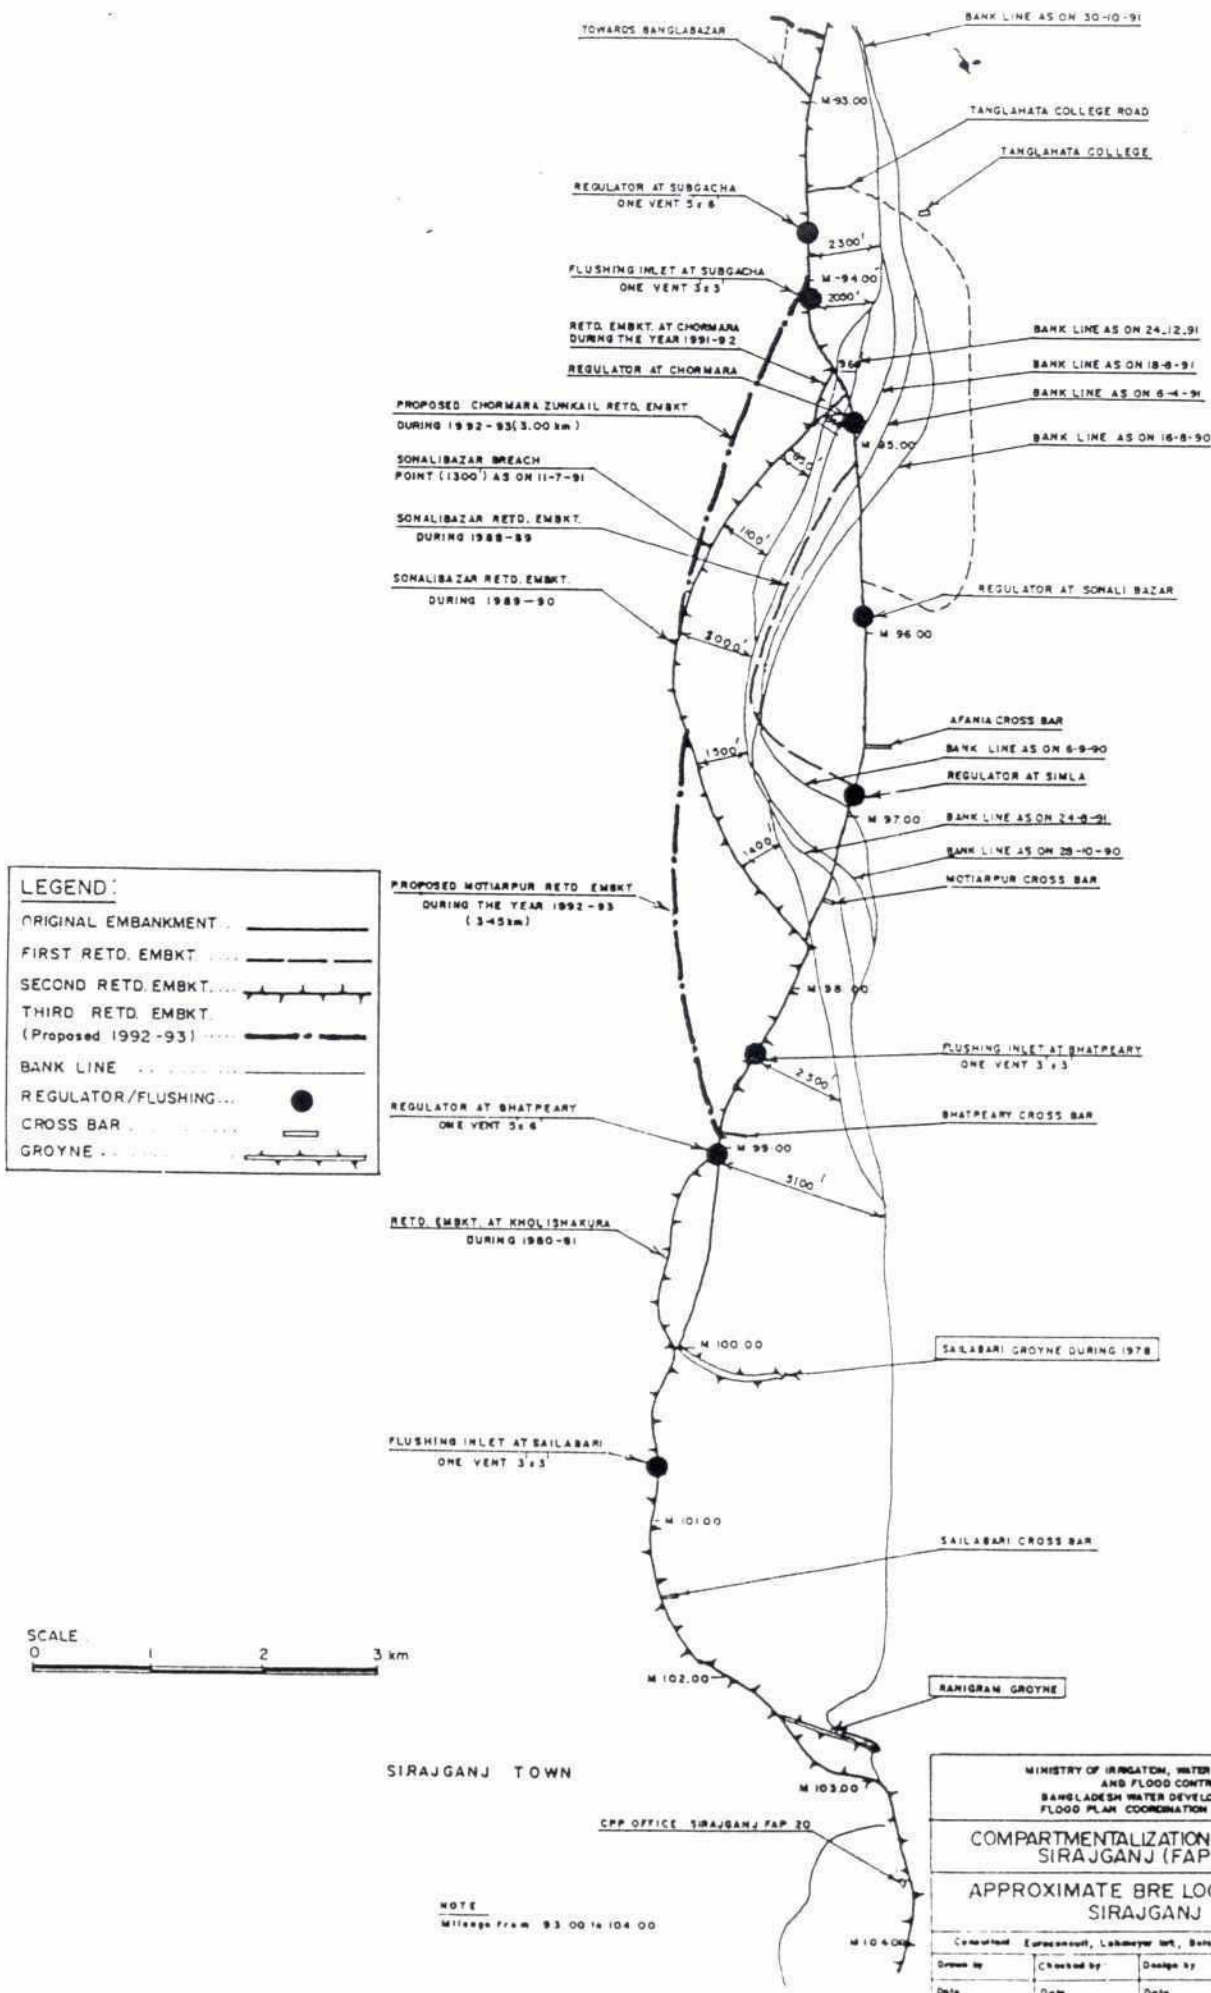 BANK LINE AS ON 30-10-91
TOWARDS BANGLABAZAR
M-93.00
TANGLAHATA COLLEGE ROAD
TANGLAHATA COLLEGE
REGULATOR AT SUBGACHA
ONE VENT 5'x6'
2300'
FLUSHING INLET AT SUBGACHA
ONE VENT 3'x3'
M-94.00
2000'
RETD. EMBKT. AT CHORMARA
DURING THE YEAR 1991-92
BANK LINE AS ON 24.12.91
REGULATOR AT CHORMARA
BANK LINE AS ON 18-8-91
BANK LINE AS ON 6-4-91
PROPOSED CHORMARA ZUNKAIL RETD. EMBKT
DURING 1992-93(3.00 km)
M 95.00
BANK LINE AS ON 16-8-90
SONALIBAZAR BREACH
POINT (1300') AS ON 11-7-91
850'
SONALIBAZAR RETD. EMBKT.
DURING 1988-89
1100'
SONALIBAZAR RETD. EMBKT.
DURING 1989-90
REGULATOR AT SONALI BAZAR
M 96.00
2000'
AFANIA CROSS BAR
1500'
BANK LINE AS ON 6-9-90
REGULATOR AT SIMLA
M 97.00
BANK LINE AS ON 24-8-91
1400'
BANK LINE AS ON 28-10-90
MOTIARPUR CROSS BAR
PROPOSED MOTIARPUR RETD EMBKT
DURING THE YEAR 1992-93
(3.45km)
LEGEND:
ORIGINAL EMBANKMENT..
FIRST RETD. EMBKT. ....
SECOND RETD. EMBKT....
THIRD RETD. EMBKT.
(Proposed 1992-93) ....
BANK LINE ... ......
REGULATOR/FLUSHING...
CROSS BAR ...........
GROYNE ...........
M 98.00
FLUSHING INLET AT BHATPEARY
ONE VENT 3'x3'
2300'
REGULATOR AT BHATPEARY
ONE VENT 5'x6'
BHATPEARY CROSS BAR
M 99.00
3100'
RETD. EMBKT. AT KHOLISHAKURA
DURING 1980-81
M 100.00
SAILABARI GROYNE DURING 1978
FLUSHING INLET AT SAILABARI
ONE VENT 3'x3'
M 101.00
SAILABARI CROSS BAR
SCALE
0 1 2 3 km
M 102.00
RANIGRAM GROYNE
SIRAJGANJ TOWN
M 103.00
CPP OFFICE SIRAJGANJ FAP 20
NOTE
Mileage from 93.00 to 104.00
M 104.00
MINISTRY OF IRRIGATION, WATER
AND FLOOD CONTR
BANGLADESH WATER DEVELO
FLOOD PLAN COORDINATION
COMPARTMENTALIZATION
SIRAJGANJ (FAP
APPROXIMATE BRE LOC
SIRAJGANJ
Consultant Euroconsult, Lahmeyer Int.,
Drawn by Checked by Design by
Date Date Date